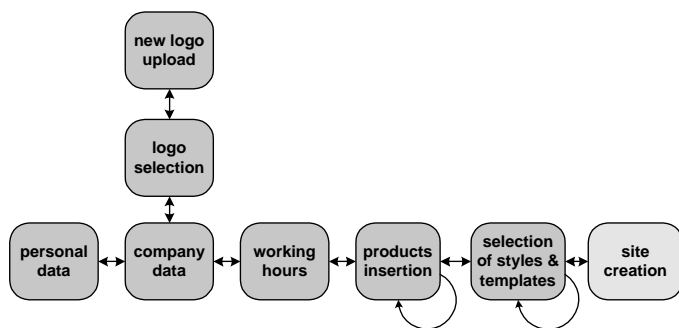 new logo
upload
logo
selection
personal
data
company
data
working
hours
products
insertion
selection
of styles &
templates
site
creation